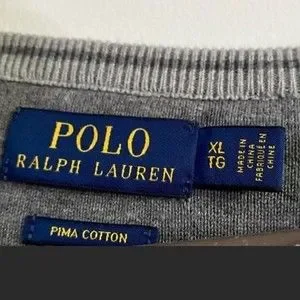 POLO
RALPH LAUREN
XL
TG
MADE IN
CHINA
FABRIQUÉ EN
CHINE
PIMA COTTON